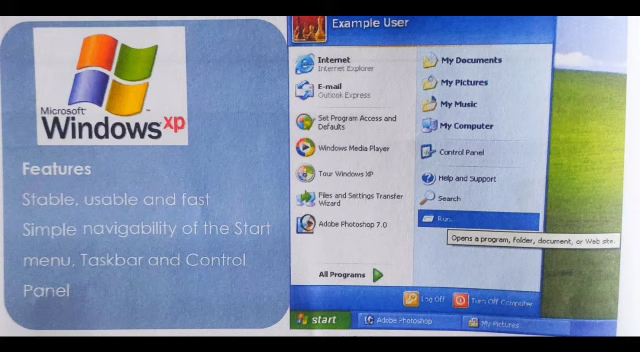 Microsoft
Windows xp
Features
Stable, usable and fast
Simple navigability of the Start
menu, Taskbar and Control
Panel
Example User
Internet
Internet Explorer
E-mail
Outlook Express
Set Program Access and
Defaults
Windows Media Player
Tour Windows XP
Files and Settings Transfer
Wizard
Adobe Photoshop 7.0
All Programs
My Documents
My Pictures
My Music
My Computer
Control Panel
Help and Support
Search
Run...
Opens a program, folder, document, or Web site.
Log Off
Turn Off Computer
start
Adobe Photoshop
My Pictures